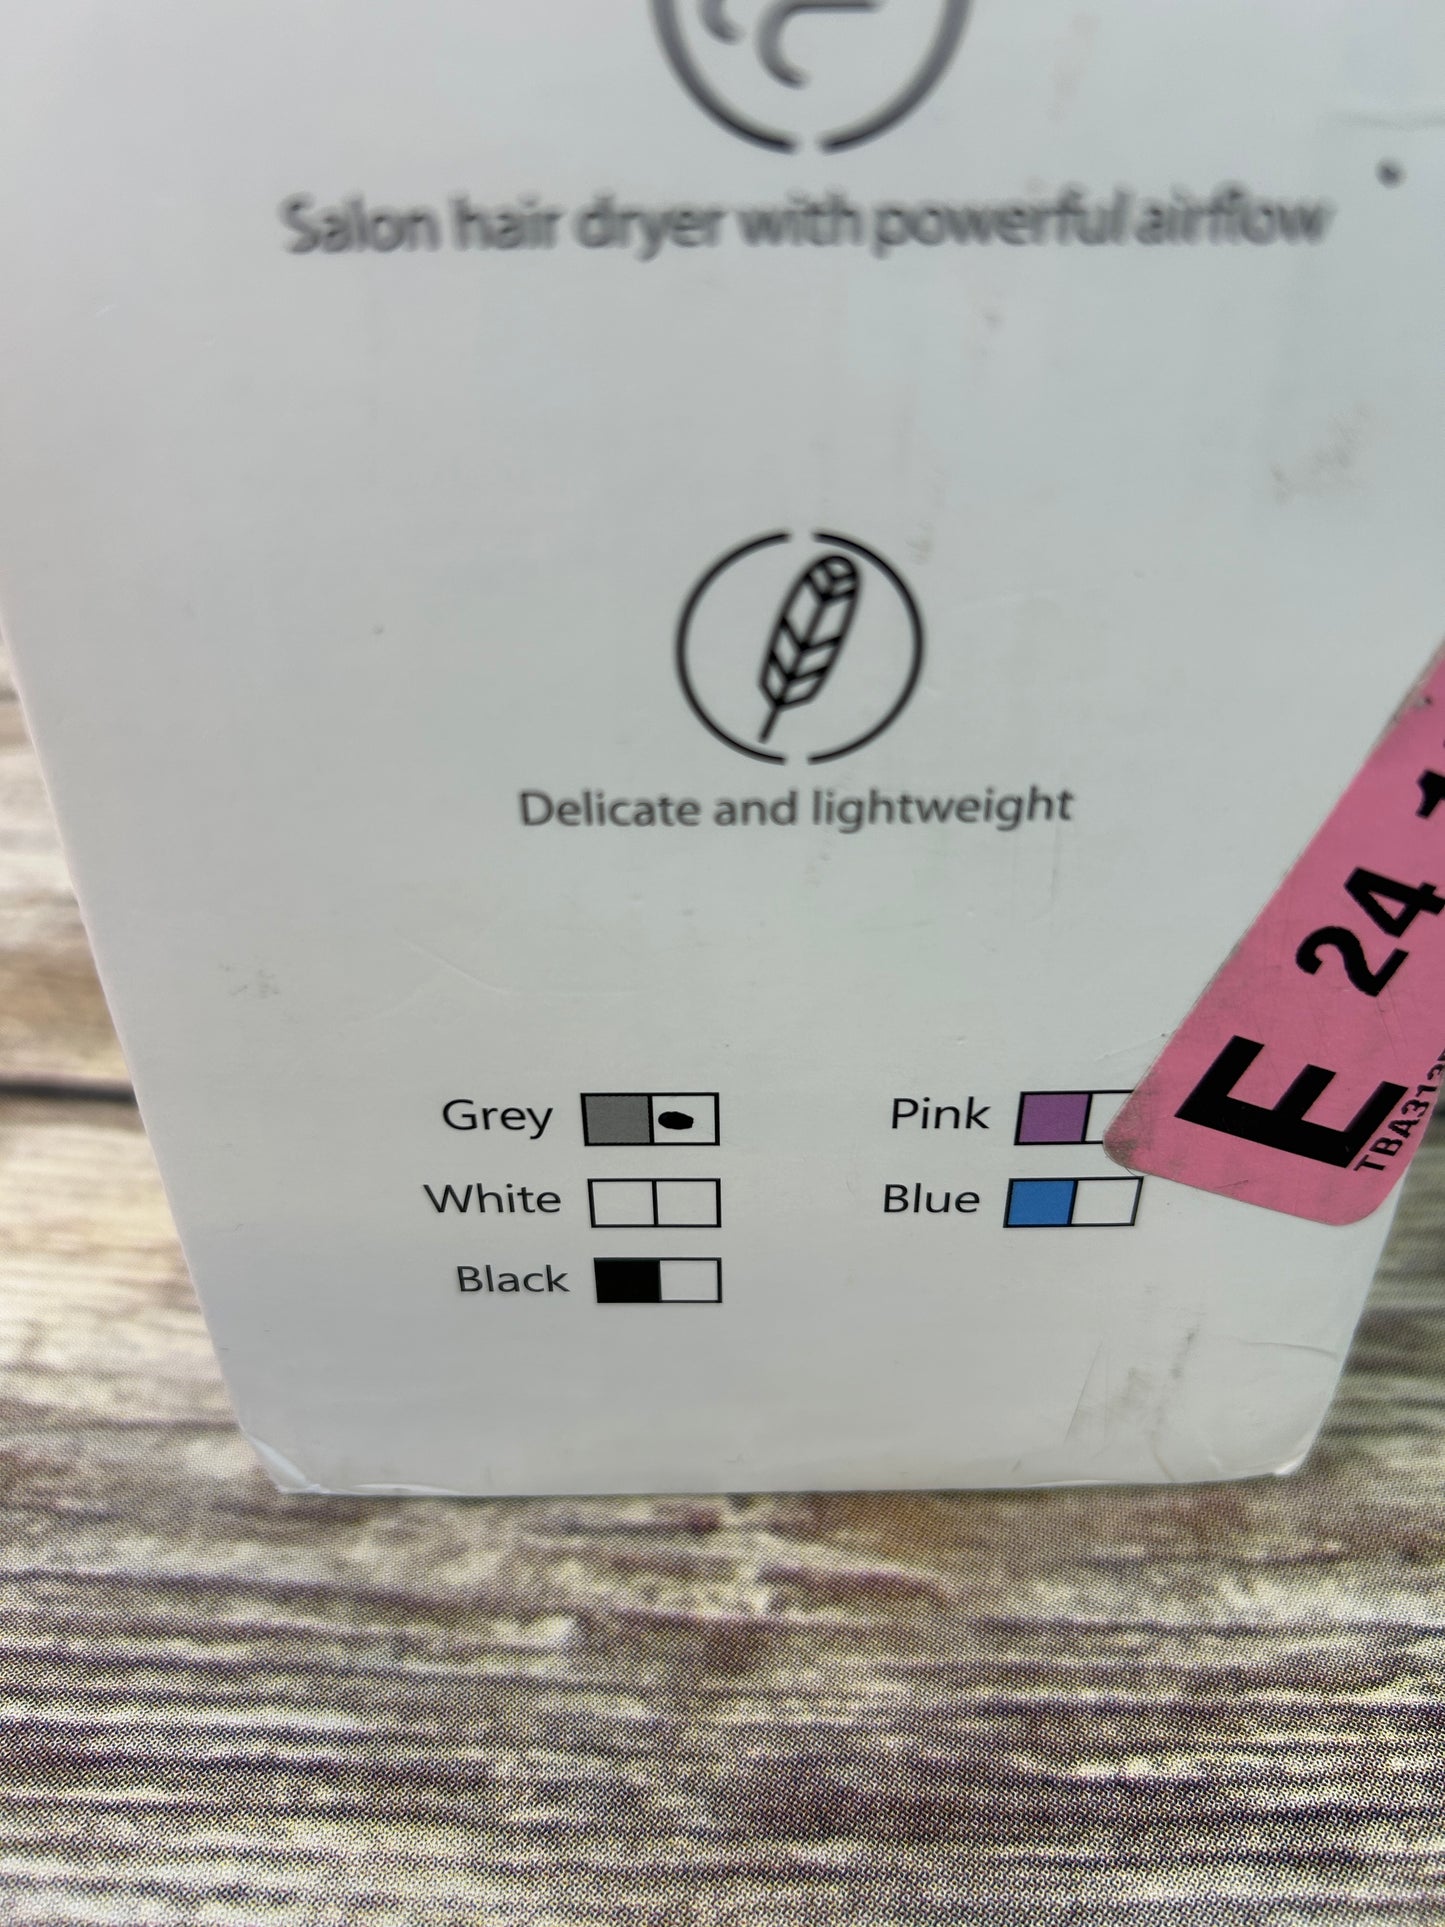 Salon hair dryer with powerful airflow
Delicate and lightweight
Grey
Pink
White
Blue
Black
E 24